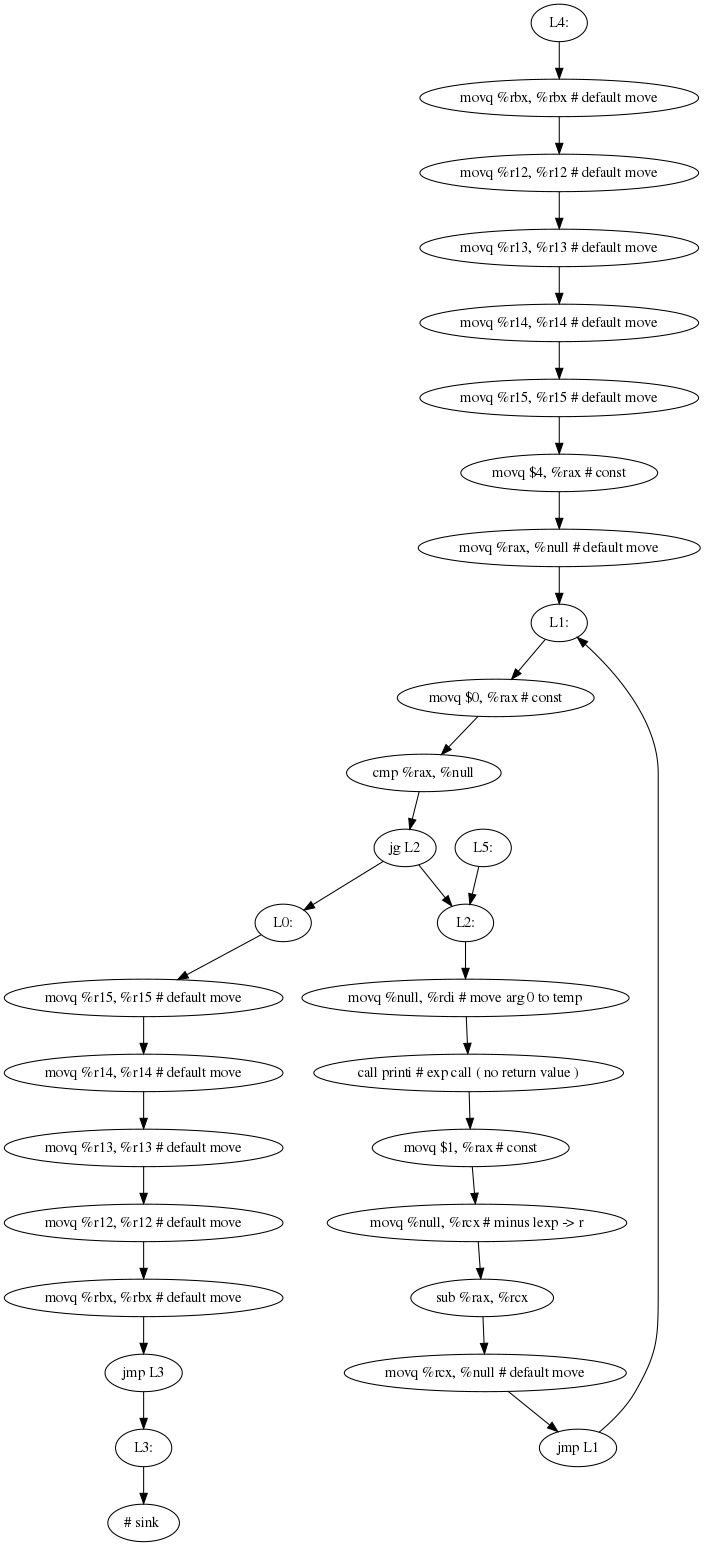 L4:
movq %rbx, %rbx # default move
movq %r12, %r12 # default move
movq %r13, %r13 # default move
movq %r14, %r14 # default move
movq %r15, %r15 # default move
movq $4, %rax # const
movq %rax, %null # default move
L1:
movq $0, %rax # const
cmp %rax, %null
jg L2
L5:
L0:
L2:
movq %r15, %r15 # default move
movq %null, %rdi # move arg 0 to temp
movq %r14, %r14 # default move
call printi # exp call ( no return value )
movq %r13, %r13 # default move
movq $1, %rax # const
movq %r12, %r12 # default move
movq %null, %rcx # minus lexp -> r
movq %rbx, %rbx # default move
sub %rax, %rcx
jmp L3
movq %rcx, %null # default move
L3:
jmp L1
# sink